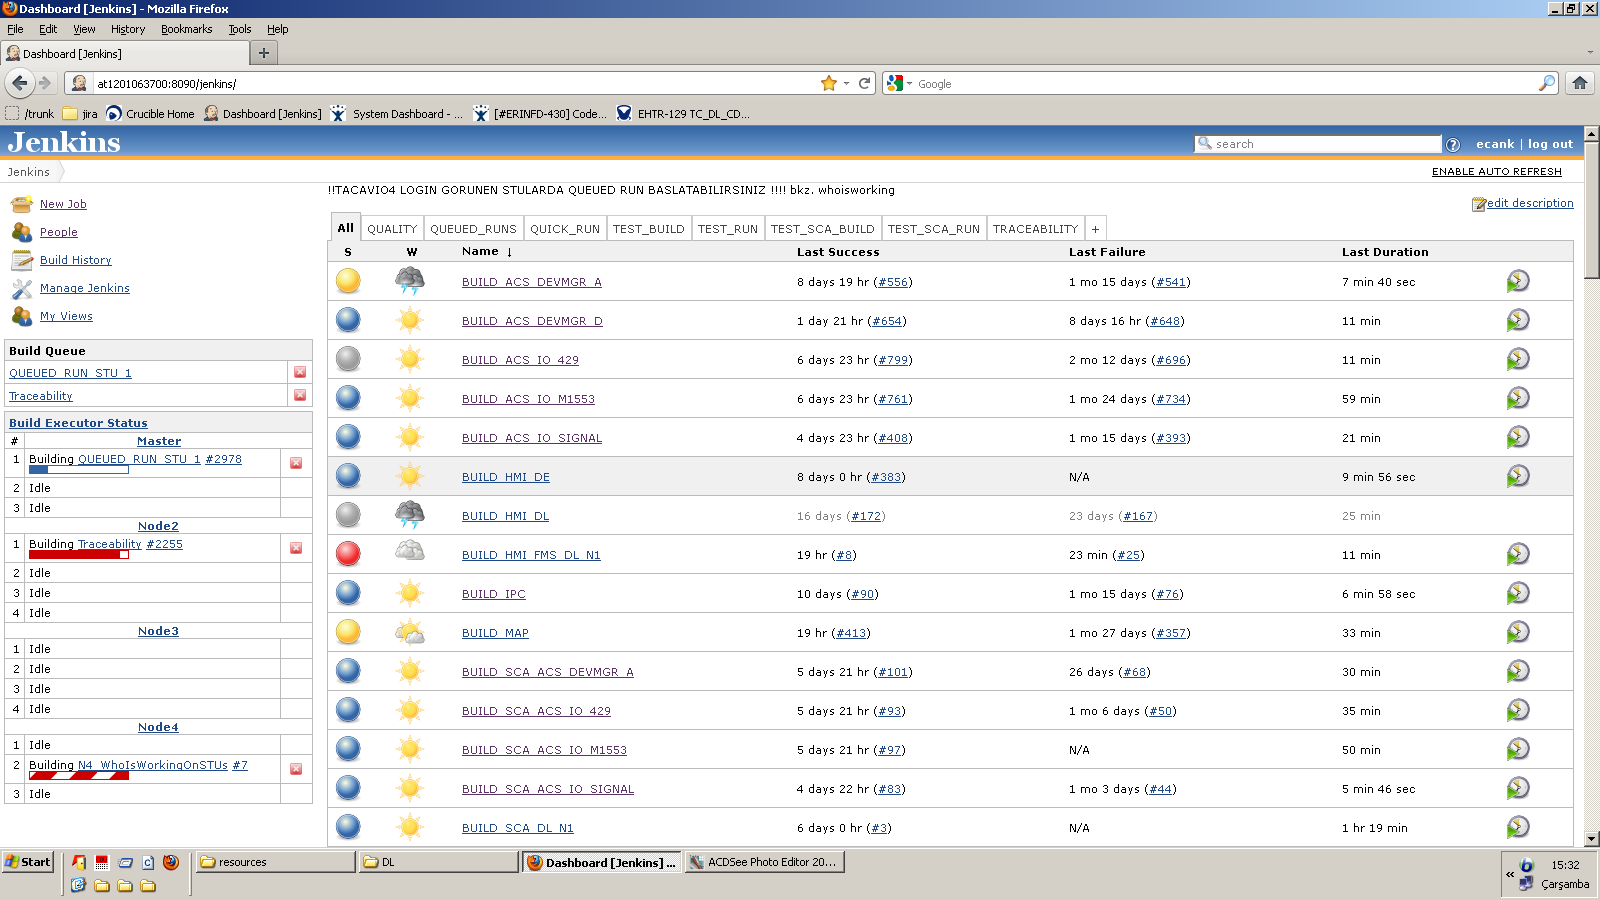 Dashboard [Jenkins] - Mozilla Firefox
File Edit View History Bookmarks Tools Help
Dashboard [Jenkins] +
at1201063700:8090/jenkins/ Google
/trunk jira Crucible Home Dashboard [Jenkins] System Dashboard - ... [#ERINFD-430] Code... EHTR-129 TC_DL_CD...
Jenkins search ? ecank | log out
Jenkins ENABLE AUTO REFRESH
!!TACAVIO4 LOGIN GORUNEN STULARDA QUEUED RUN BASLATABILIRSINIZ !!!! bkz. whoisworking
edit description
New Job
People
Build History
Manage Jenkins
My Views
Build Queue
QUEUED_RUN_STU_1
Traceability
Build Executor Status
# Master
1 Building QUEUED_RUN_STU_1 #2978
2 Idle
3 Idle
Node2
1 Building Traceability #2255
2 Idle
3 Idle
4 Idle
Node3
1 Idle
2 Idle
3 Idle
4 Idle
Node4
1 Idle
2 Building N4_WhoIsWorkingOnSTUs #7
3 Idle
All QUALITY QUEUED_RUNS QUICK_RUN TEST_BUILD TEST_RUN TEST_SCA_BUILD TEST_SCA_RUN TRACEABILITY +
S W Name ↓ Last Success Last Failure Last Duration
BUILD_ACS_DEVMGR_A 8 days 19 hr (#556) 1 mo 15 days (#541) 7 min 40 sec
BUILD_ACS_DEVMGR_D 1 day 21 hr (#654) 8 days 16 hr (#648) 11 min
BUILD_ACS_IO_429 6 days 23 hr (#799) 2 mo 12 days (#696) 11 min
BUILD_ACS_IO_M1553 6 days 23 hr (#761) 1 mo 24 days (#734) 59 min
BUILD_ACS_IO_SIGNAL 4 days 23 hr (#408) 1 mo 15 days (#393) 21 min
BUILD_HMI_DE 8 days 0 hr (#383) N/A 9 min 56 sec
BUILD_HMI_DL 16 days (#172) 23 days (#167) 25 min
BUILD_HMI_FMS_DL_N1 19 hr (#8) 23 min (#25) 11 min
BUILD_IPC 10 days (#90) 1 mo 15 days (#76) 6 min 58 sec
BUILD_MAP 19 hr (#413) 1 mo 27 days (#357) 33 min
BUILD_SCA_ACS_DEVMGR_A 5 days 21 hr (#101) 26 days (#68) 30 min
BUILD_SCA_ACS_IO_429 5 days 21 hr (#93) 1 mo 6 days (#50) 35 min
BUILD_SCA_ACS_IO_M1553 5 days 21 hr (#97) N/A 50 min
BUILD_SCA_ACS_IO_SIGNAL 4 days 22 hr (#83) 1 mo 3 days (#44) 5 min 46 sec
BUILD_SCA_DL_N1 6 days 0 hr (#3) N/A 1 hr 19 min
Start resources DL Dashboard [Jenkins] ... ACDSee Photo Editor 20... « 15:32
Çarşamba